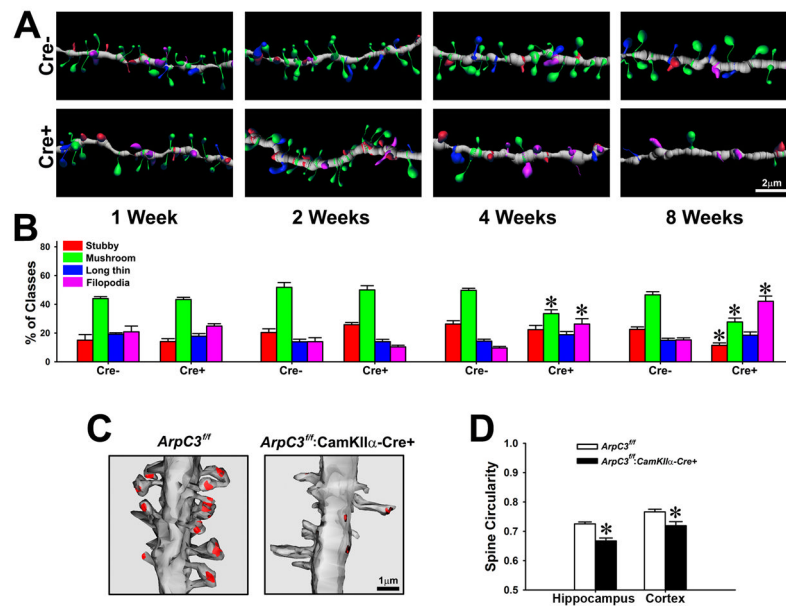 A
Cre-
Cre+
2μm
1 Week 2 Weeks 4 Weeks 8 Weeks
B
% of Classes
80
60
40
20
0
Stubby
Mushroom
Long thin
Filopodia
* * * * *
Cre- Cre+ Cre- Cre+ Cre- Cre+ Cre- Cre+
C
ArpC3f/f ArpC3f/f:CamKIIα-Cre+
1μm
D
Spine Circularity
1.0
0.9
0.8
0.7
0.6
0.5
ArpC3f/f
ArpC3f/f:CamKIIα-Cre+
* *
Hippocampus Cortex